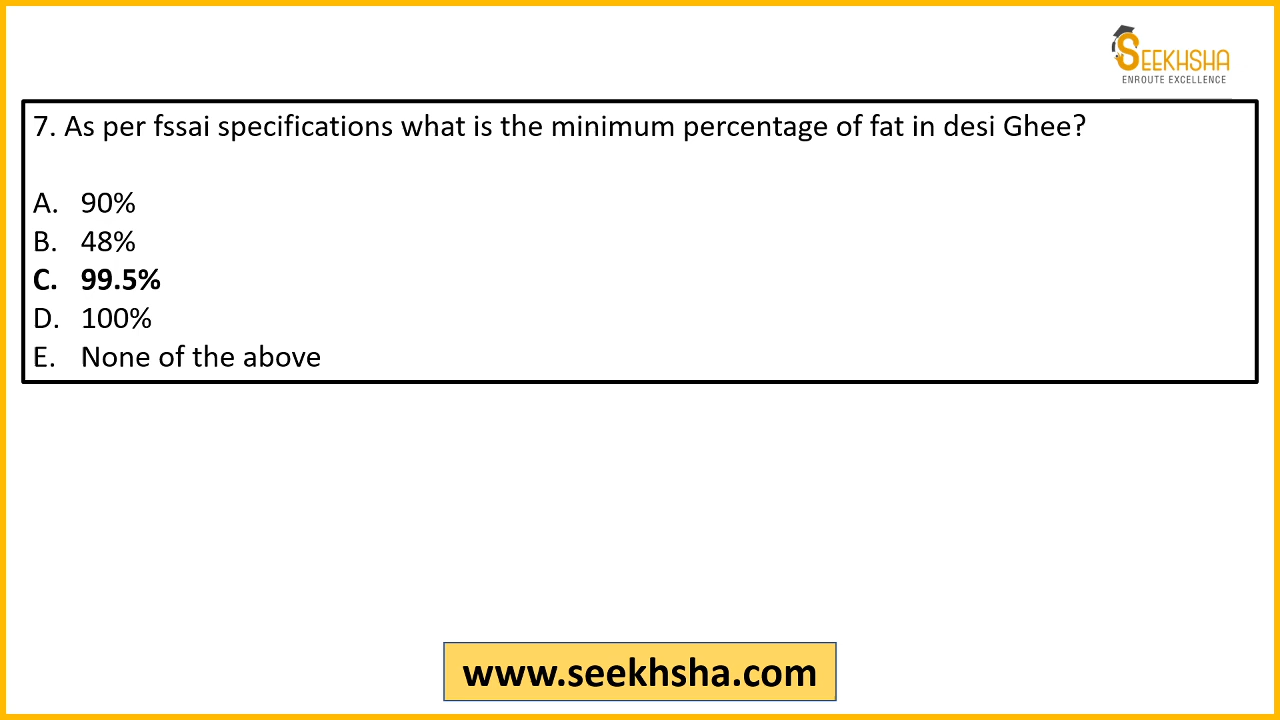 SEEKHSHA
ENROUTE EXCELLENCE
7. As per fssai specifications what is the minimum percentage of fat in desi Ghee?
A. 90%
B. 48%
C. 99.5%
D. 100%
E. None of the above
www.seekhsha.com